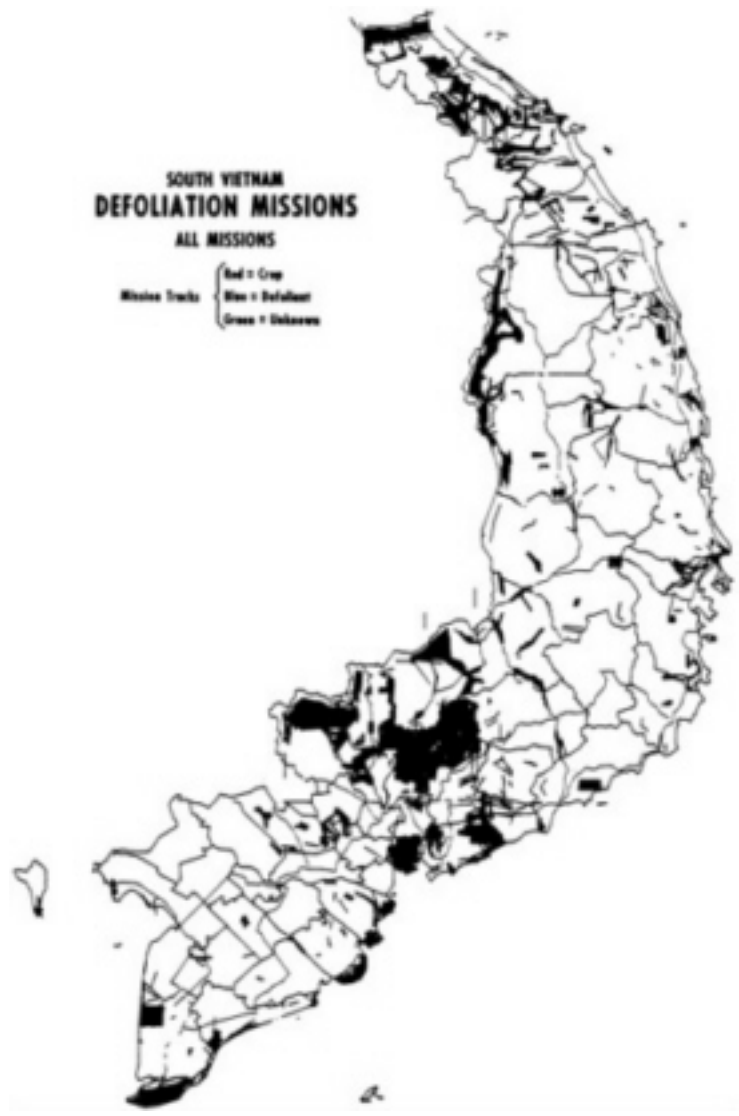 SOUTH VIETNAM
DEFOLIATION MISSIONS
ALL MISSIONS
Mission Tracks
Red = Crop
Blue = Defoliant
Green = Unknown